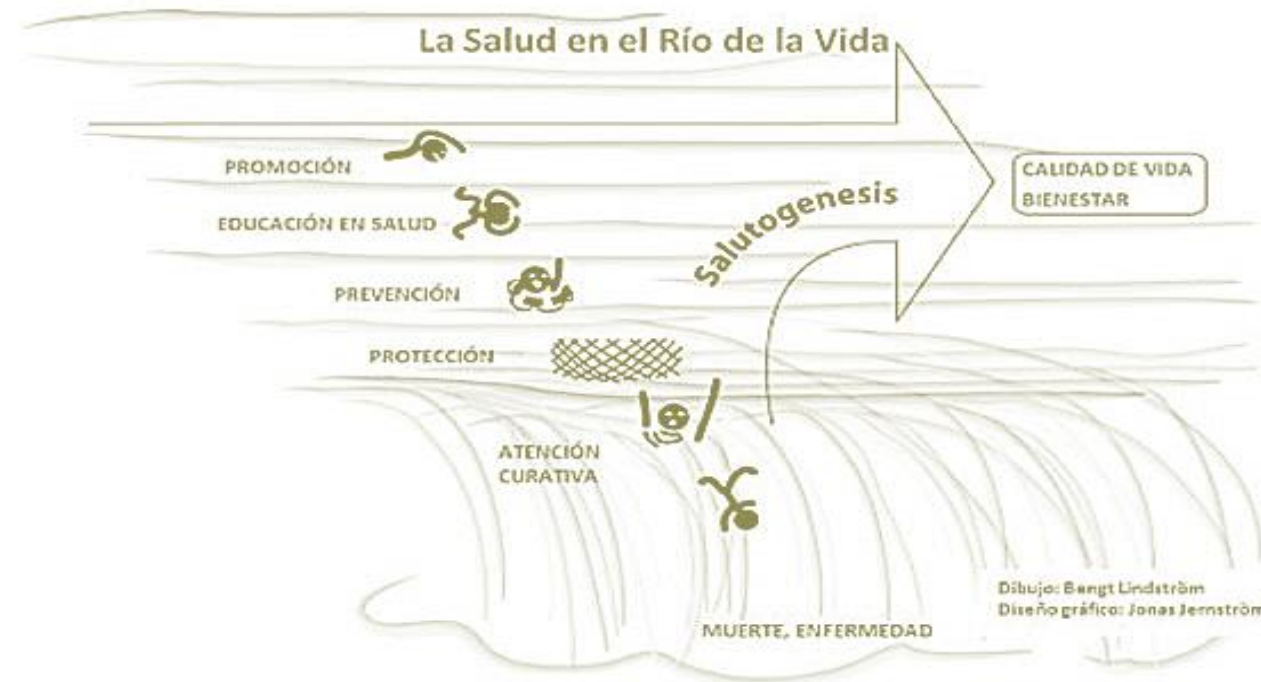 La Salud en el Río de la Vida
PROMOCIÓN
CALIDAD DE VIDA
BIENESTAR
EDUCACIÓN EN SALUD
Salutogenesis
PREVENCIÓN
PROTECCIÓN
ATENCIÓN
CURATIVA
Dibujo: Bengt Lindström
Diseño gráfico: Jonas Jernström
MUERTE, ENFERMEDAD